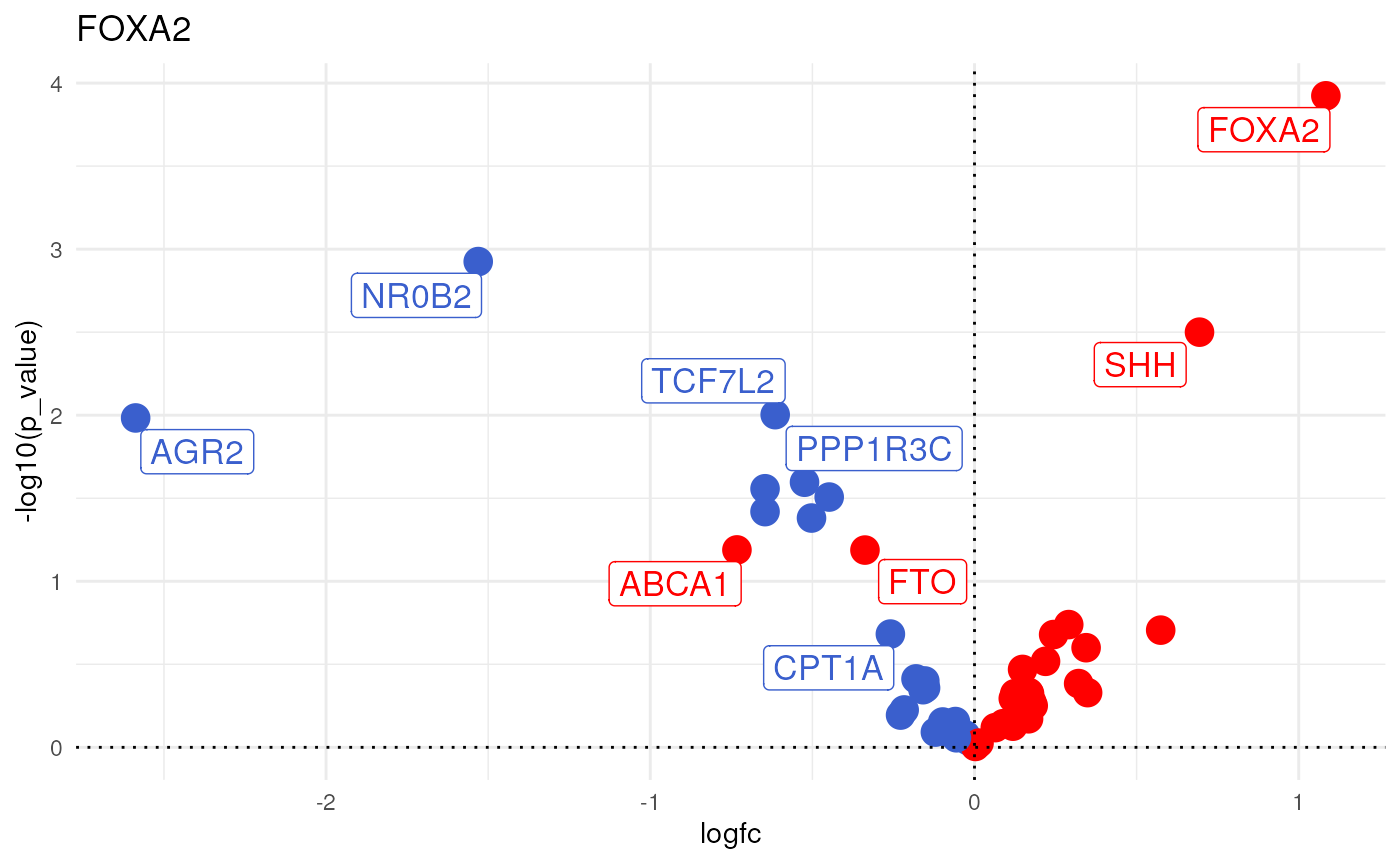 FOXA2
4
FOXA2
3
NR0B2
SHH
TCF7L2
2
AGR2
PPP1R3C
-log10(p_value)
ABCA1
FTO
1
CPT1A
0
-2
-1
0
1
logfc